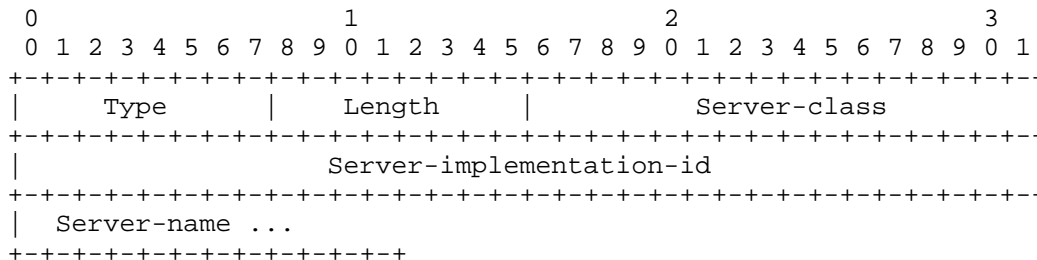 0                   1                   2                   3
 0 1 2 3 4 5 6 7 8 9 0 1 2 3 4 5 6 7 8 9 0 1 2 3 4 5 6 7 8 9 0 1
+-+-+-+-+-+-+-+-+-+-+-+-+-+-+-+-+-+-+-+-+-+-+-+-+-+-+-+-+-+-+-+--
|     Type      |    Length     |          Server-class
+-+-+-+-+-+-+-+-+-+-+-+-+-+-+-+-+-+-+-+-+-+-+-+-+-+-+-+-+-+-+-+--
|                   Server-implementation-id
+-+-+-+-+-+-+-+-+-+-+-+-+-+-+-+-+-+-+-+-+-+-+-+-+-+-+-+-+-+-+-+--
|  Server-name ...
+-+-+-+-+-+-+-+-+-+-+-+-+